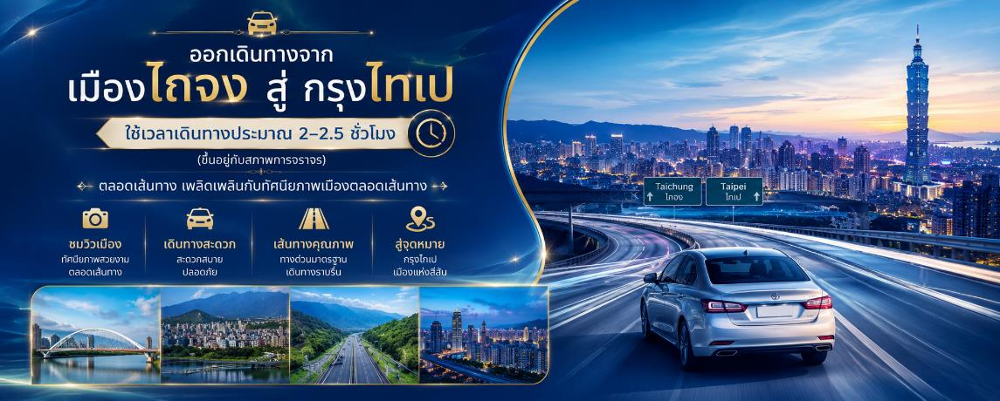 ออกเดินทางจาก
เมืองไถจง สู่ กรุงไทเป
ใช้เวลาเดินทางประมาณ 2–2.5 ชั่วโมง
(ขึ้นอยู่กับสภาพการจราจร)
ตลอดเส้นทาง เพลิดเพลินกับทัศนียภาพเมืองตลอดเส้นทาง
ชมวิวเมือง
ทัศนียภาพสวยงาม
ตลอดเส้นทาง
เดินทางสะดวก
สะดวกสบาย
ปลอดภัย
เส้นทางคุณภาพ
ทางด่วนมาตรฐาน
เดินทางราบรื่น
สู่จุดหมาย
กรุงไทเป
เมืองแห่งสีสัน
Taichung
ไถอง
Taipei
ไทเป